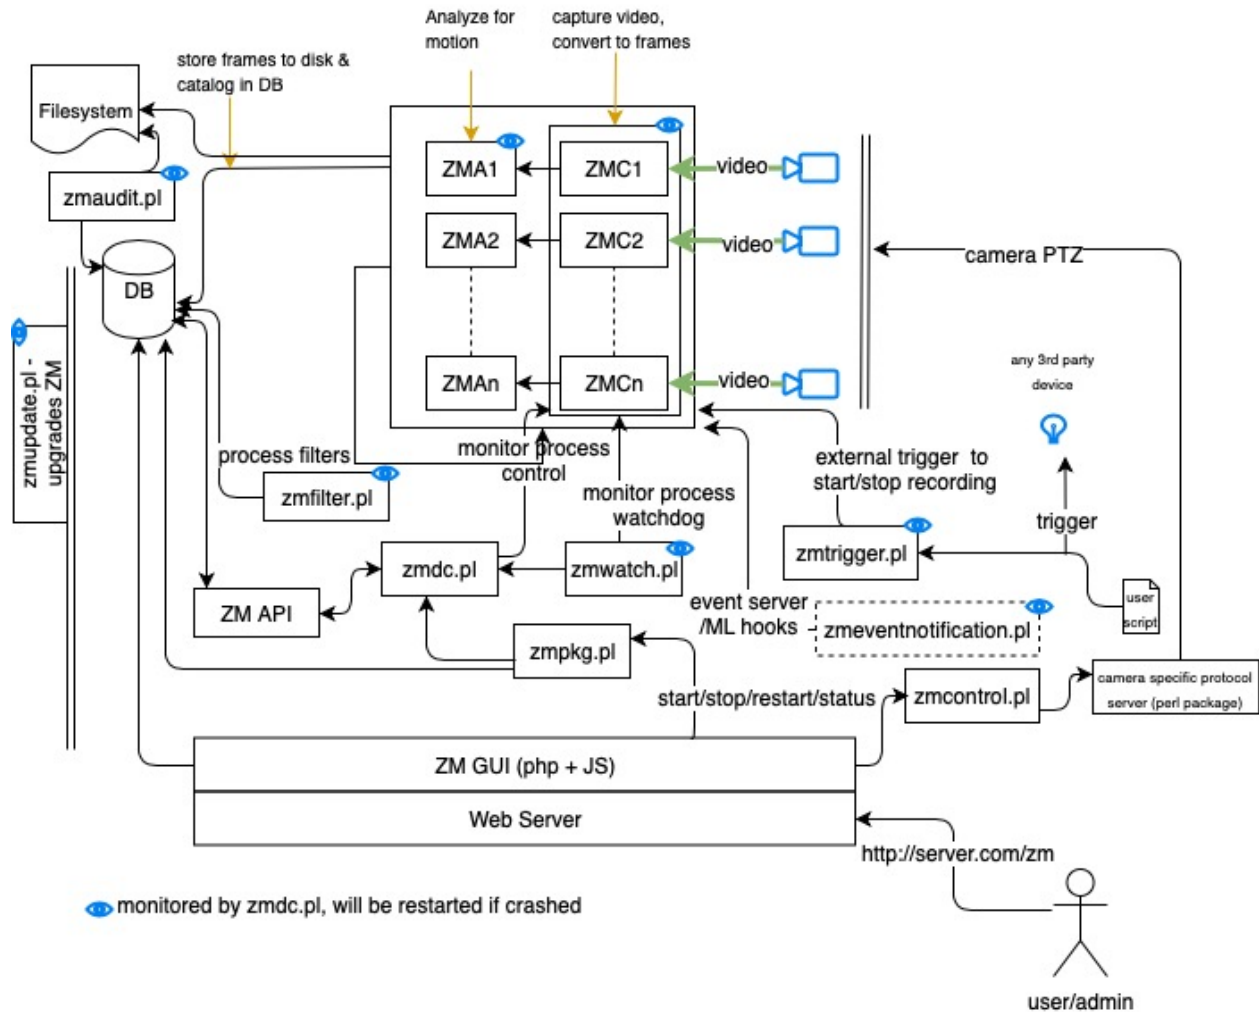 Analyze for
motion
capture video,
convert to frames
store frames to disk &
catalog in DB
Filesystem
zmaudit.pl
ZMA1
ZMC1
video
ZMA2
ZMC2
video
camera PTZ
DB
ZMAn
ZMCn
video
any 3rd party
device
zmupdate.pl -
upgrades ZM
process filters
zmfilter.pl
monitor process
control
monitor process
watchdog
external trigger to
start/stop recording
trigger
zmtrigger.pl
zmdc.pl
zmwatch.pl
ZM API
event server
/ML hooks
zmeventnotification.pl
user
script
zmpkg.pl
start/stop/restart/status
zmcontrol.pl
camera specific protocol
server (perl package)
ZM GUI (php + JS)
Web Server
http://server.com/zm
monitored by zmdc.pl, will be restarted if crashed
user/admin